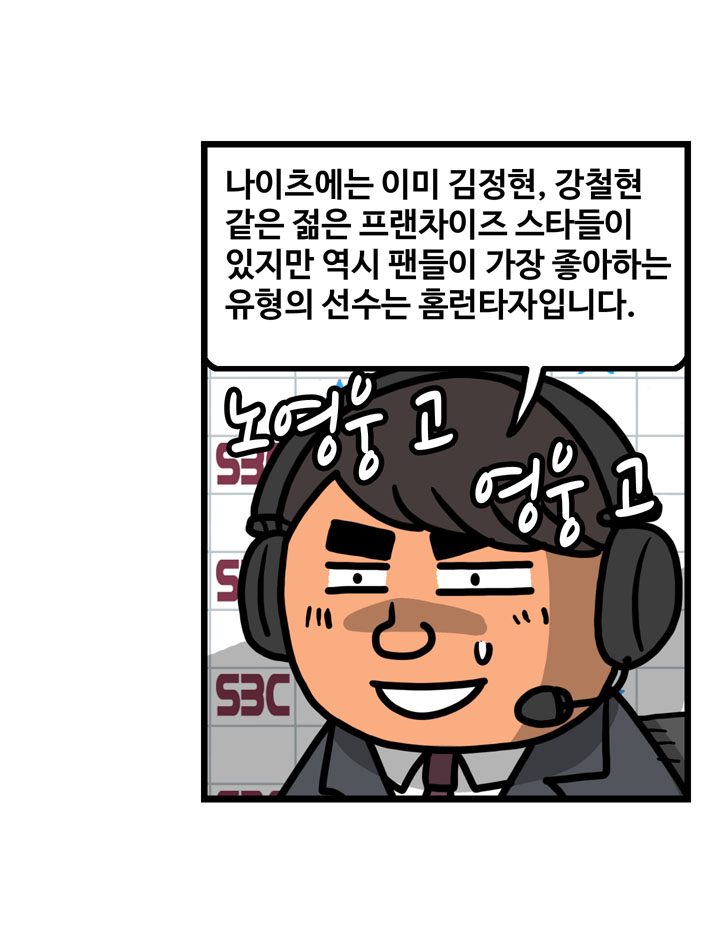 나이츠에는 이미 김정현, 강철현
같은 젊은 프랜차이즈 스타들이
있지만 역시 팬들이 가장 좋아하는
유형의 선수는 홈런타자입니다.
노영웅 고
영웅 고
SBC
SBC